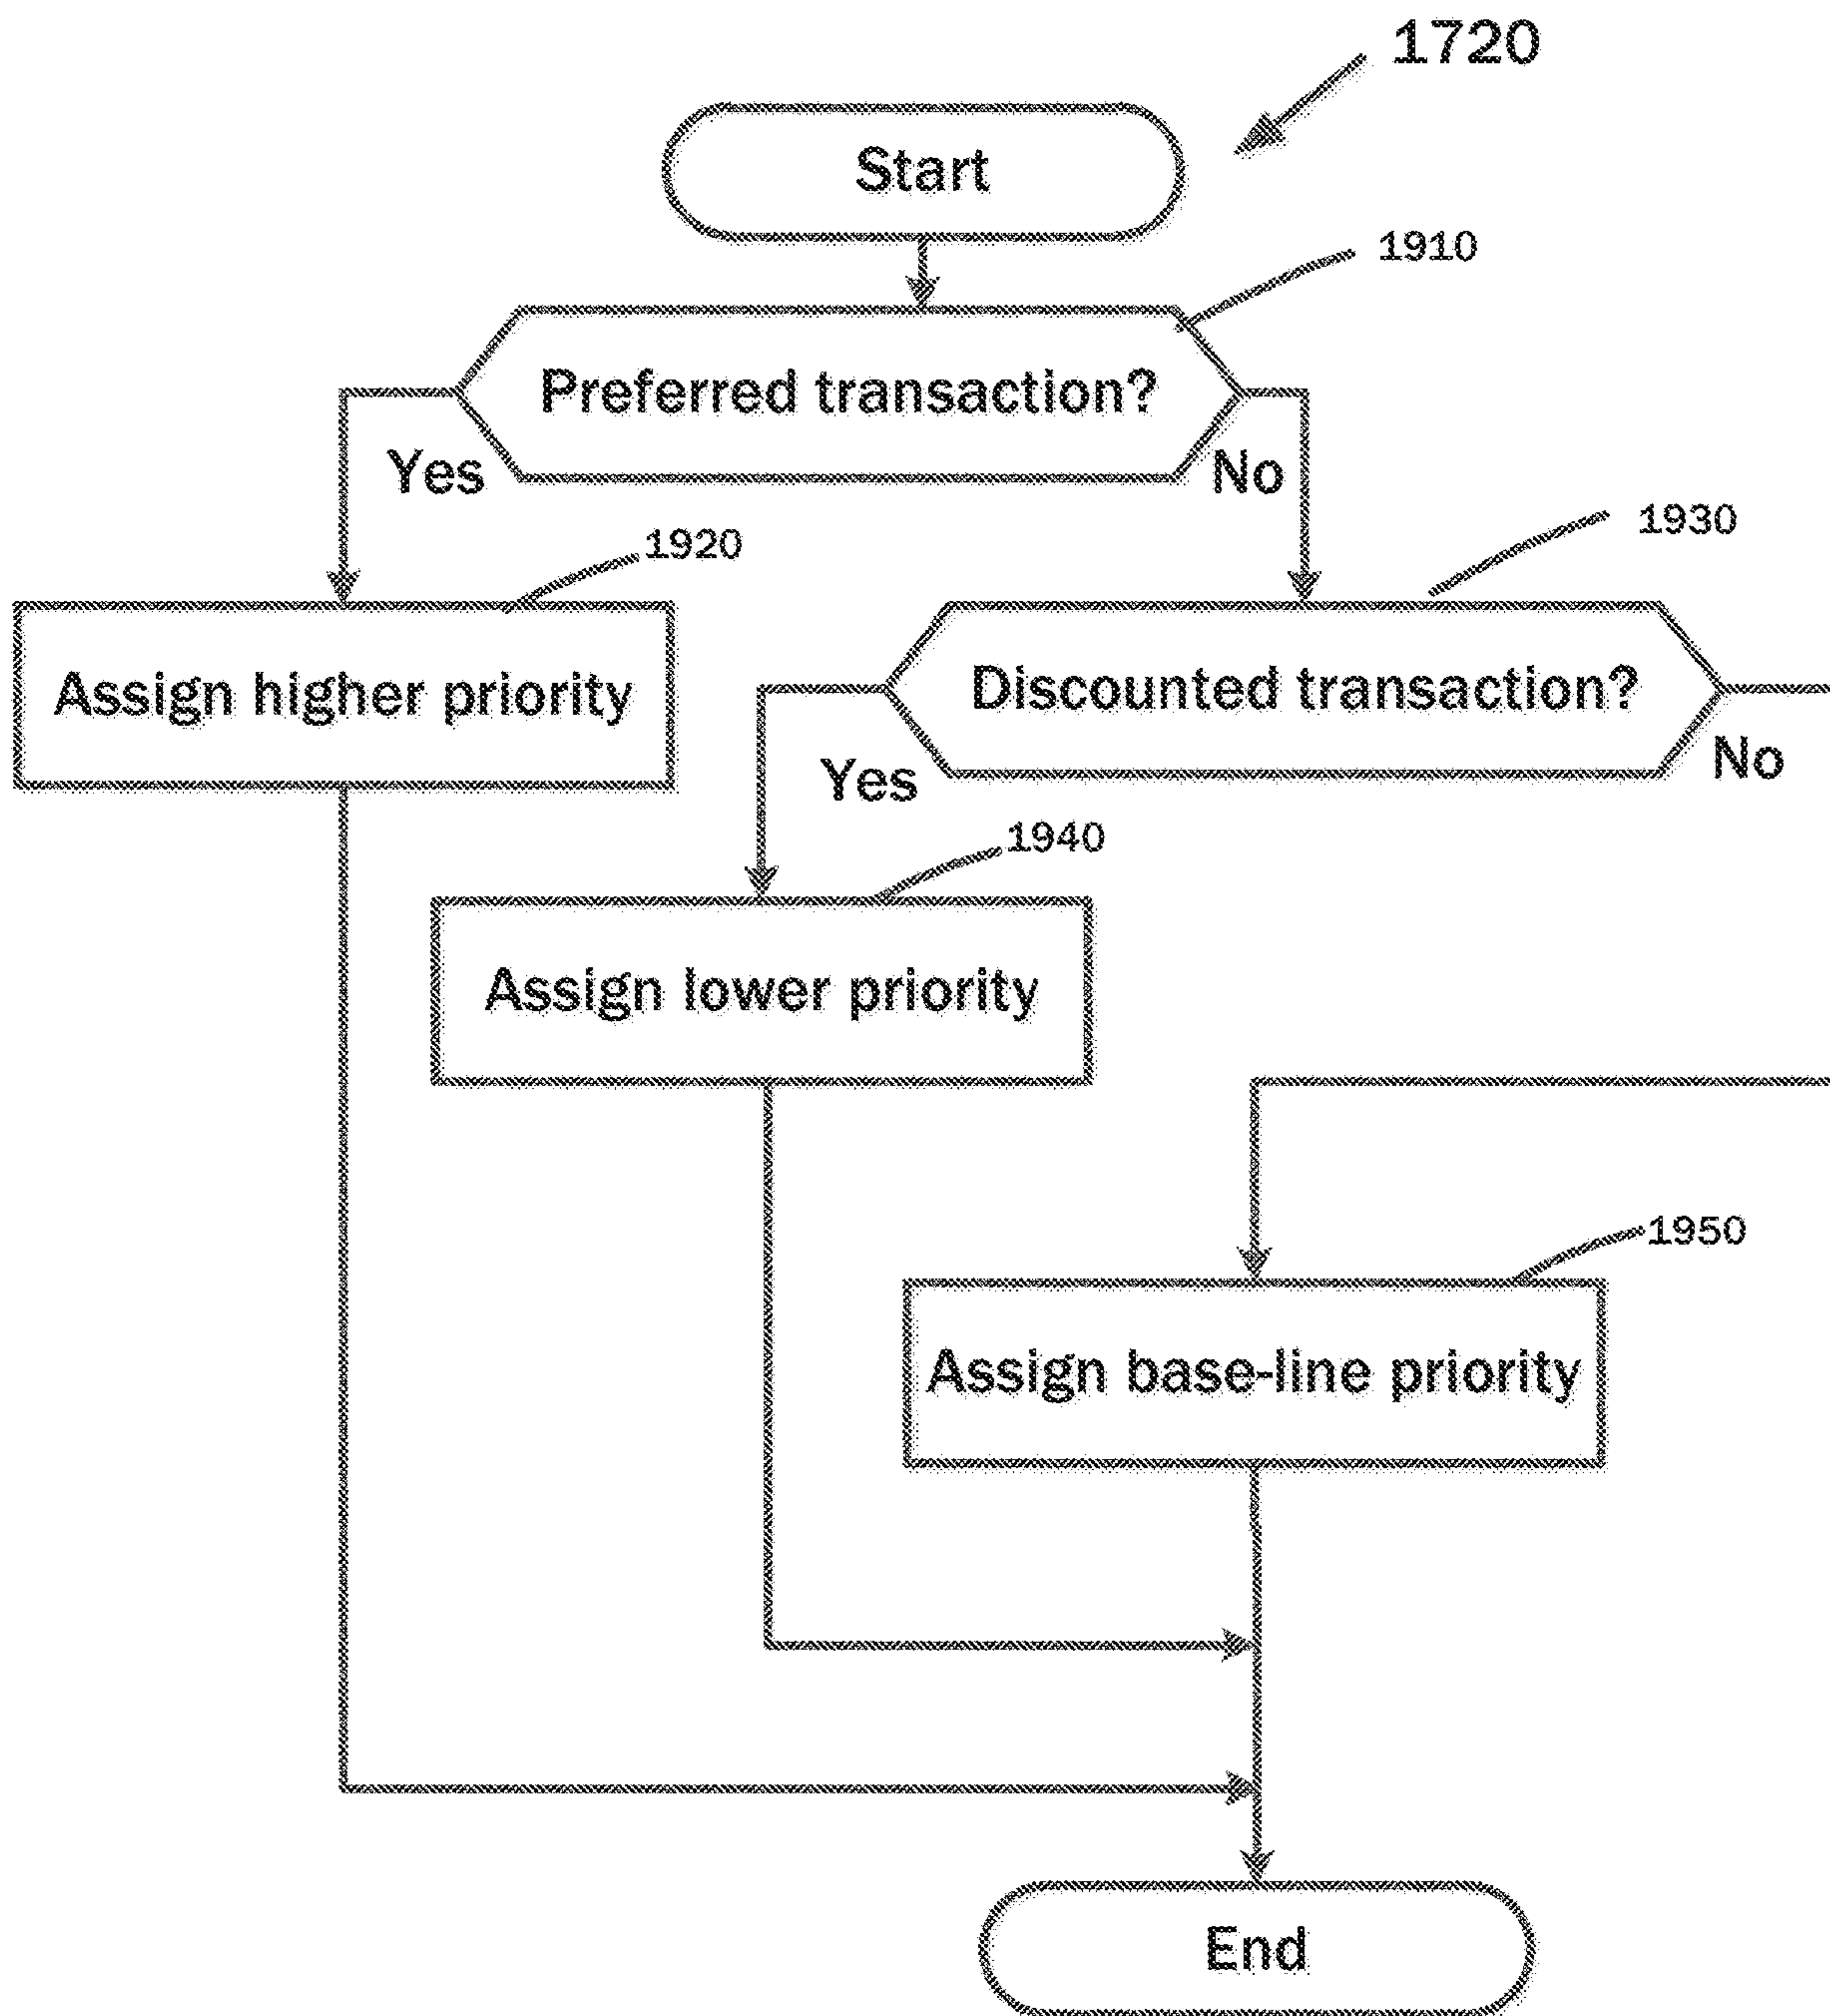 1720
Start
1910
Preferred transaction?
Yes
No
1930
1920
Assign higher priority
Discounted transaction?
Yes
No
1940
Assign lower priority
1950
Assign base-line priority
End